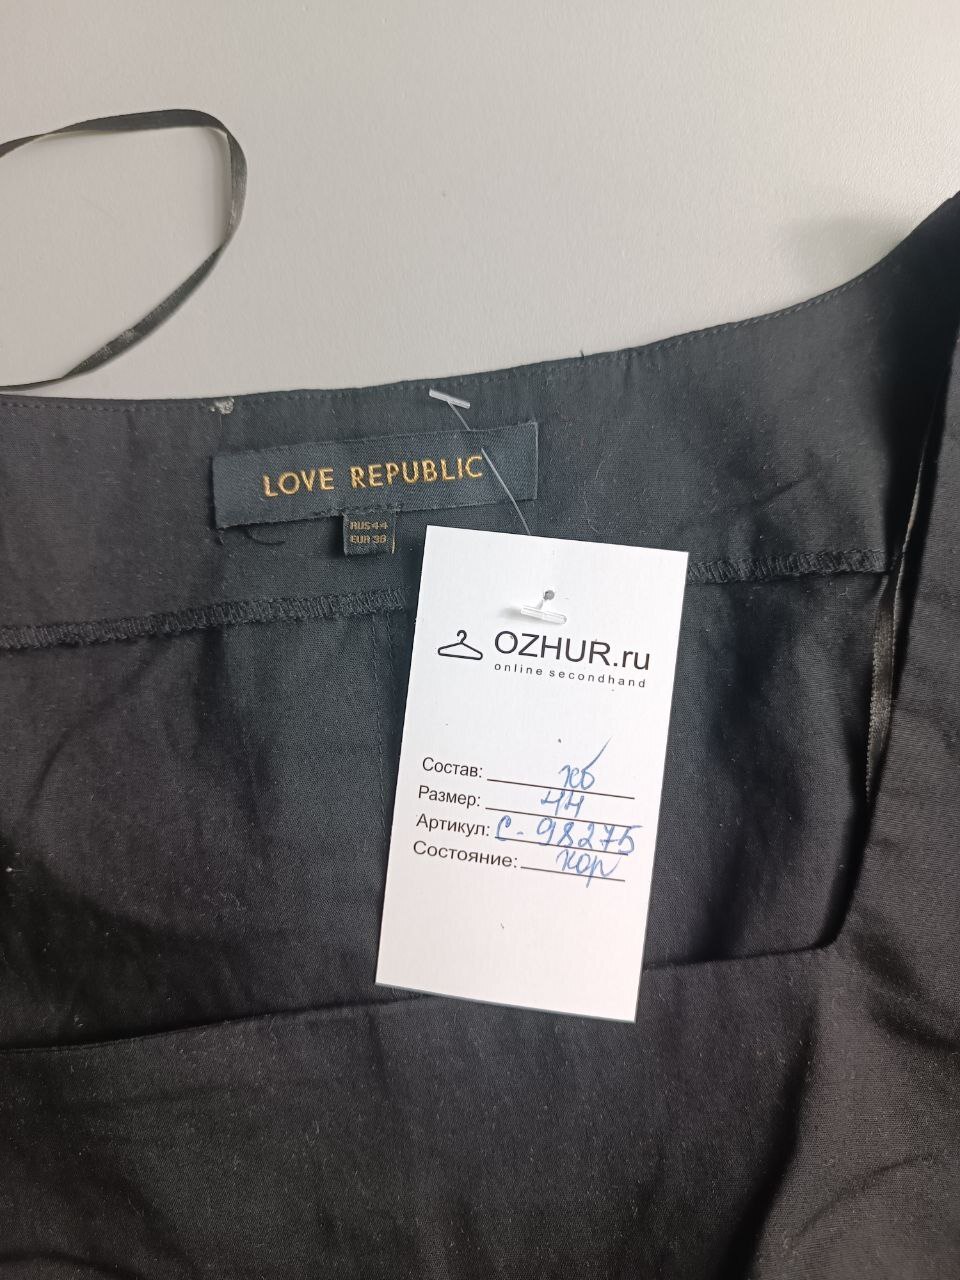 LOVE REPUBLIC
RUS 44
EUR 38
OZHUR.ru
online secondhand
Состав: хб
Размер: 44
Артикул: С-98275
Состояние: хор